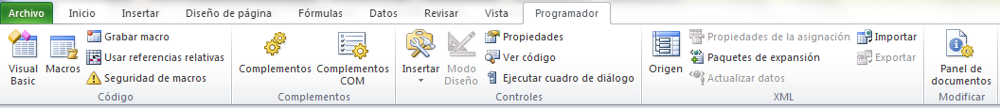 Archivo Inicio Insertar Diseño de página Fórmulas Datos Revisar Vista Programador
Visual Basic
Macros
Grabar macro
Usar referencias relativas
Seguridad de macros
Código
Complementos
Complementos COM
Complementos
Insertar
Modo Diseño
Propiedades
Ver código
Ejecutar cuadro de diálogo
Controles
Origen
Propiedades de la asignación
Paquetes de expansión
Actualizar datos
Importar
Exportar
XML
Panel de documentos
Modificar